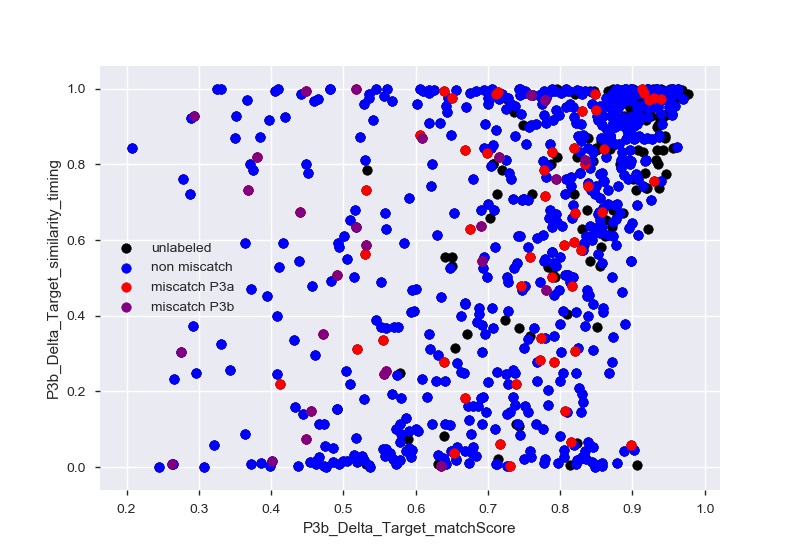 1.0
0.8
0.6
0.4
0.2
0.0
P3b_Delta_Target_similarity_timing
unlabeled
non miscatch
miscatch P3a
miscatch P3b
0.2 0.3 0.4 0.5 0.6 0.7 0.8 0.9 1.0
P3b_Delta_Target_matchScore